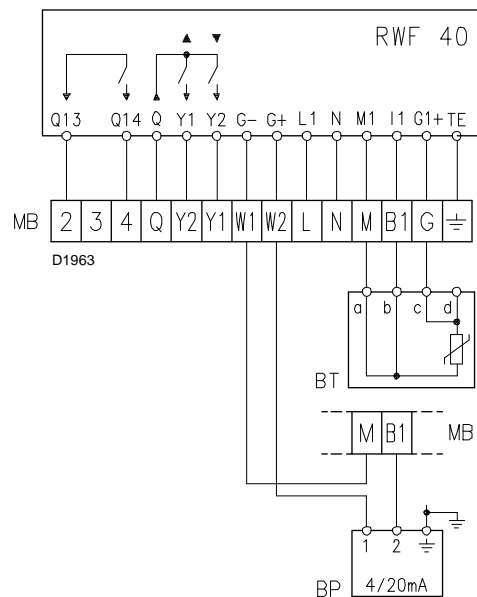 RWF 40
Q13 Q14 Q Y1 Y2 G- G+ L1 N M1 I1 G1+ TE
MB 2 3 4 Q Y2 Y1 W1 W2 L N M B1 G
D1963
a b c d
BT
M B1 MB
1 2
BP 4/20mA